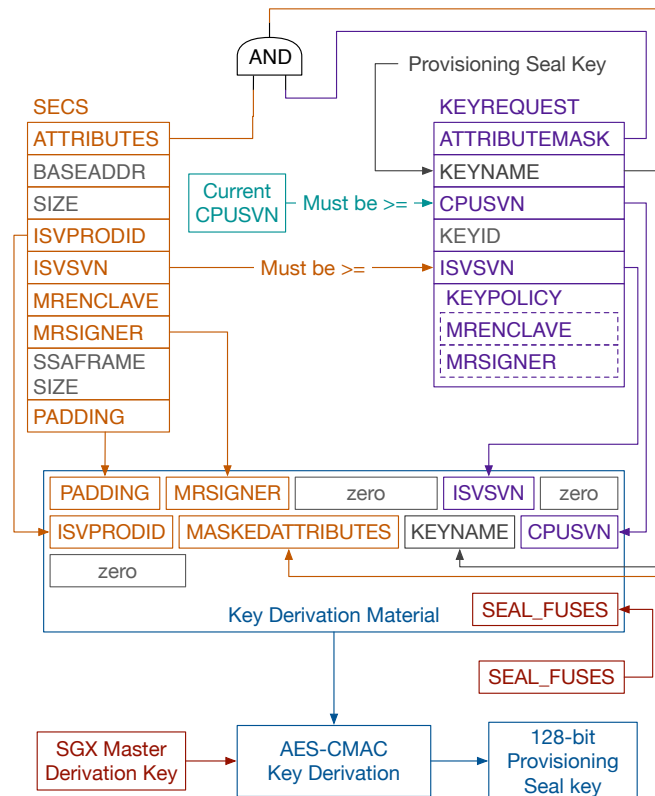 AND
Provisioning Seal Key
SECS
KEYREQUEST
ATTRIBUTES
ATTRIBUTEMASK
BASEADDR
KEYNAME
SIZE
Current
CPUSVN
Must be >=
CPUSVN
ISVPRODID
KEYID
ISVSVN
Must be >=
ISVSVN
MRENCLAVE
KEYPOLICY
MRENCLAVE
MRSIGNER
MRSIGNER
SSAFRAME
SIZE
PADDING
PADDING
MRSIGNER
zero
ISVSVN
zero
ISVPRODID
MASKEDATTRIBUTES
KEYNAME
CPUSVN
zero
Key Derivation Material
SEAL_FUSES
SEAL_FUSES
SGX Master
Derivation Key
AES-CMAC
Key Derivation
128-bit
Provisioning
Seal key